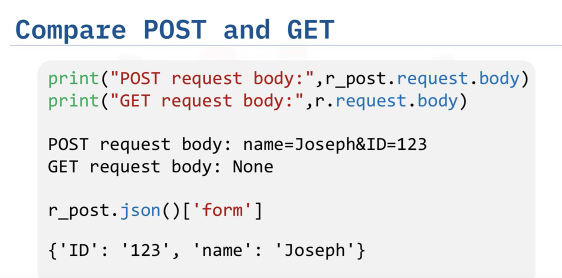 Compare POST and GET
print("POST request body:",r_post.request.body)
print("GET request body:",r.request.body)
POST request body: name=Joseph&ID=123
GET request body: None
r_post.json()['form']
{'ID': '123', 'name': 'Joseph'}